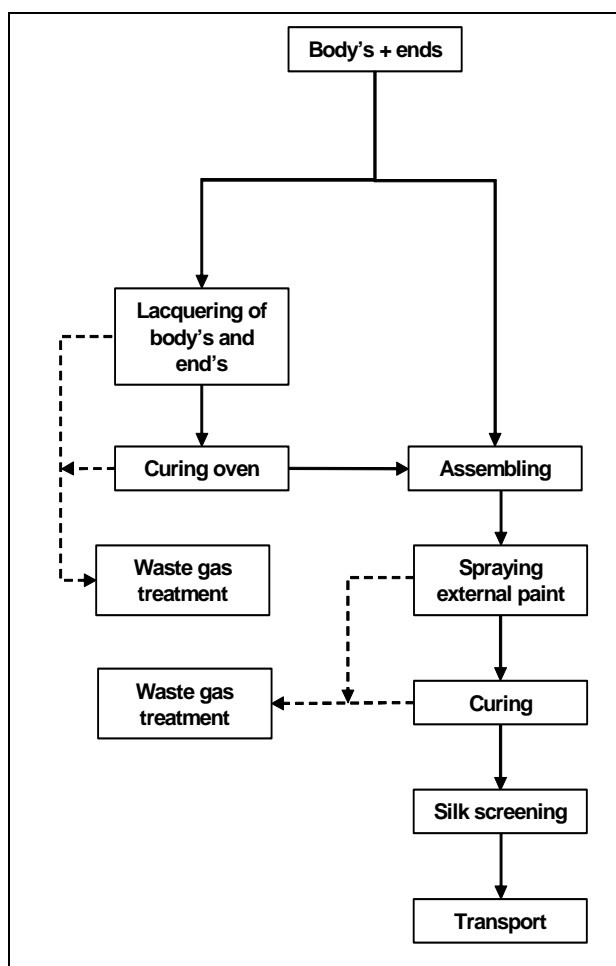 Body’s + ends
Lacquering of
body’s and
end’s
Curing oven
Assembling
Waste gas
treatment
Spraying
external paint
Waste gas
treatment
Curing
Silk screening
Transport